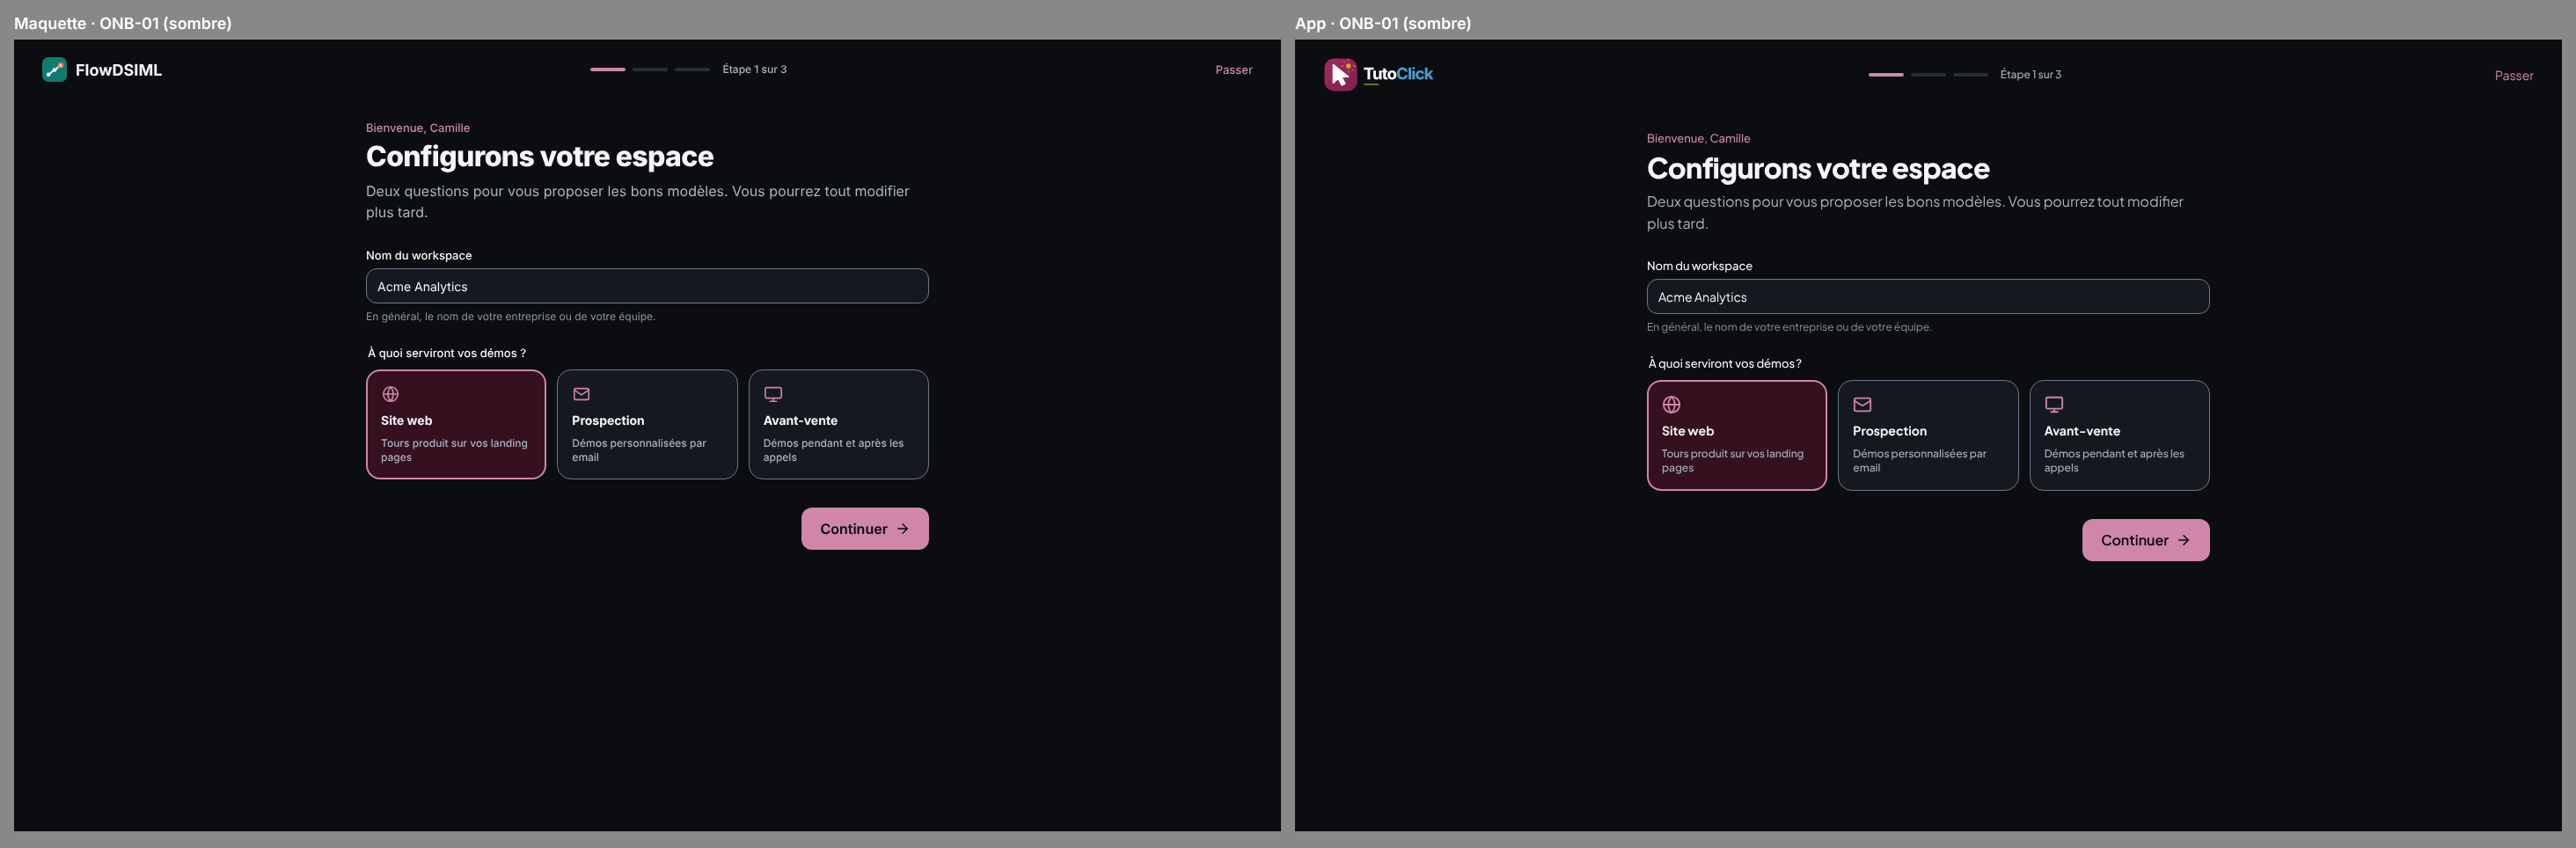 Maquette · ONB-01 (sombre)
FlowDSIML
Étape 1 sur 3
Passer
Bienvenue, Camille
Configurons votre espace
Deux questions pour vous proposer les bons modèles. Vous pourrez tout modifier
plus tard.
Nom du workspace
Acme Analytics
En général, le nom de votre entreprise ou de votre équipe.
À quoi serviront vos démos ?
Site web
Tours produit sur vos landing
pages
Prospection
Démos personnalisées par
email
Avant-vente
Démos pendant et après les
appels
Continuer
App · ONB-01 (sombre)
TutoClick
Étape 1 sur 3
Passer
Bienvenue, Camille
Configurons votre espace
Deux questions pour vous proposer les bons modèles. Vous pourrez tout modifier
plus tard.
Nom du workspace
Acme Analytics
En général, le nom de votre entreprise ou de votre équipe.
À quoi serviront vos démos ?
Site web
Tours produit sur vos landing
pages
Prospection
Démos personnalisées par
email
Avant-vente
Démos pendant et après les
appels
Continuer